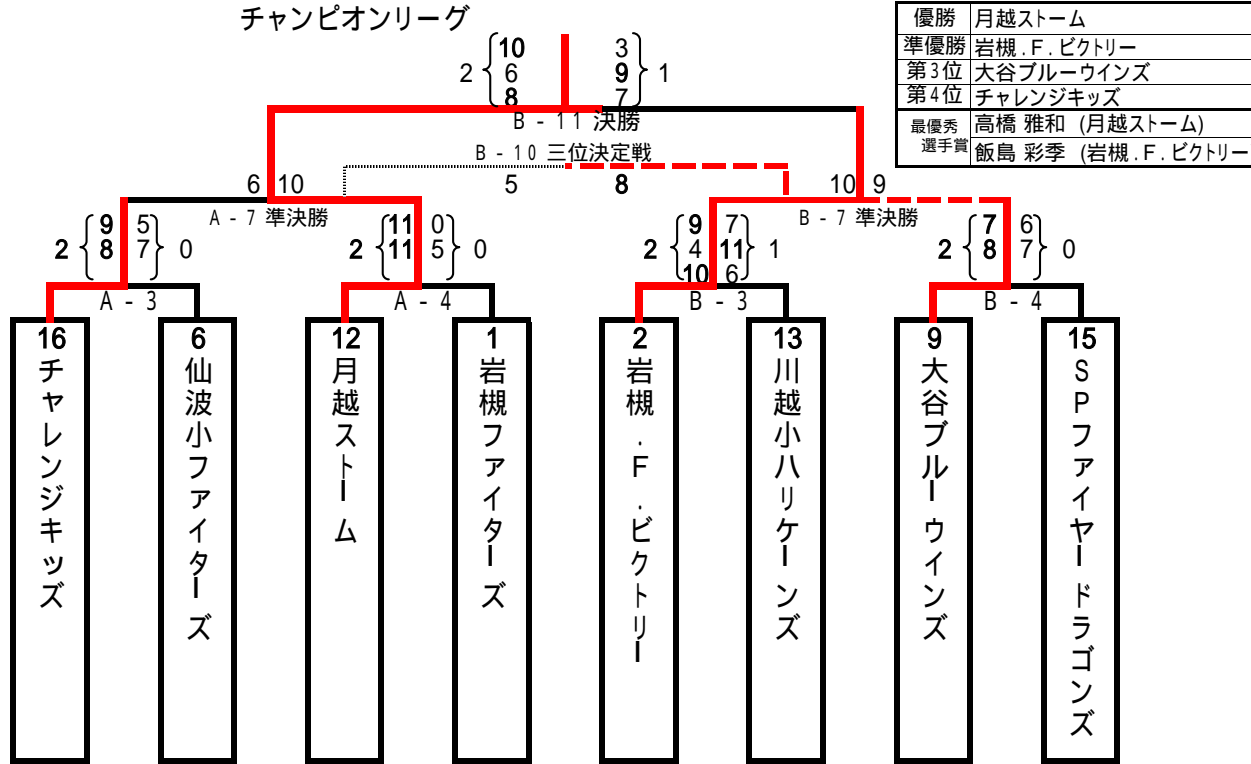 チャンピオンリーグ
優勝 月越ストーム
準優勝 岩槻.F.ビクトリー
第3位 大谷ブルーウインズ
第4位 チャレンジキッズ
最優秀選手賞 高橋 雅和 (月越ストーム)
飯島 彩季 (岩槻.F.ビクトリー
10 3
2 6 9 1
8 7
B - 11 決勝
B - 10 三位決定戦
5 8
6 10
A - 7 準決勝
10 9
B - 7 準決勝
9 5
2 8 7 0
A - 3
11 0
2 11 5 0
A - 4
9 7
2 4 11 1
10 6
B - 3
7 6
2 8 7 0
B - 4
16 チャレンジキッズ
6 仙波小ファイターズ
12 月越ストーム
1 岩槻ファイターズ
2 岩槻.F.ビクトリー
13 川越小ハリケーンズ
9 大谷ブルーウインズ
15 SPファイヤードラゴンズ